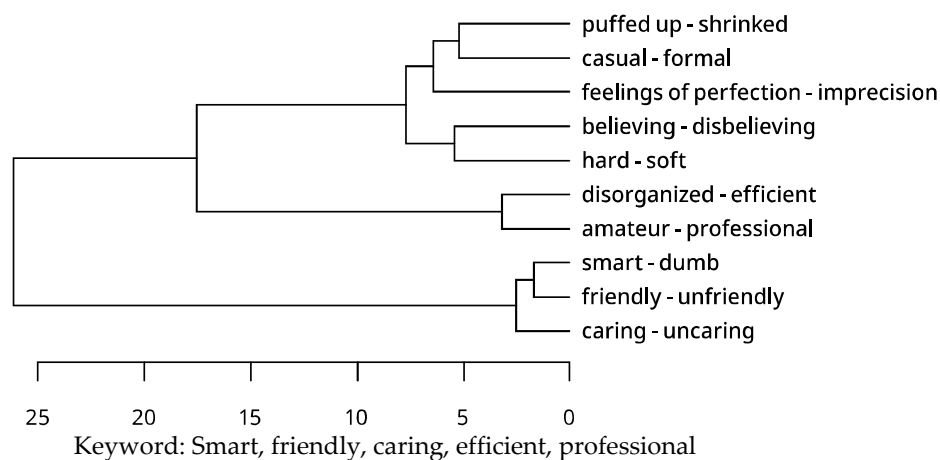 puffed up - shrinked
casual - formal
feelings of perfection - imprecision
believing - disbelieving
hard - soft
disorganized - efficient
amateur - professional
smart - dumb
friendly - unfriendly
caring - uncaring
25 20 15 10 5 0
Keyword: Smart, friendly, caring, efficient, professional